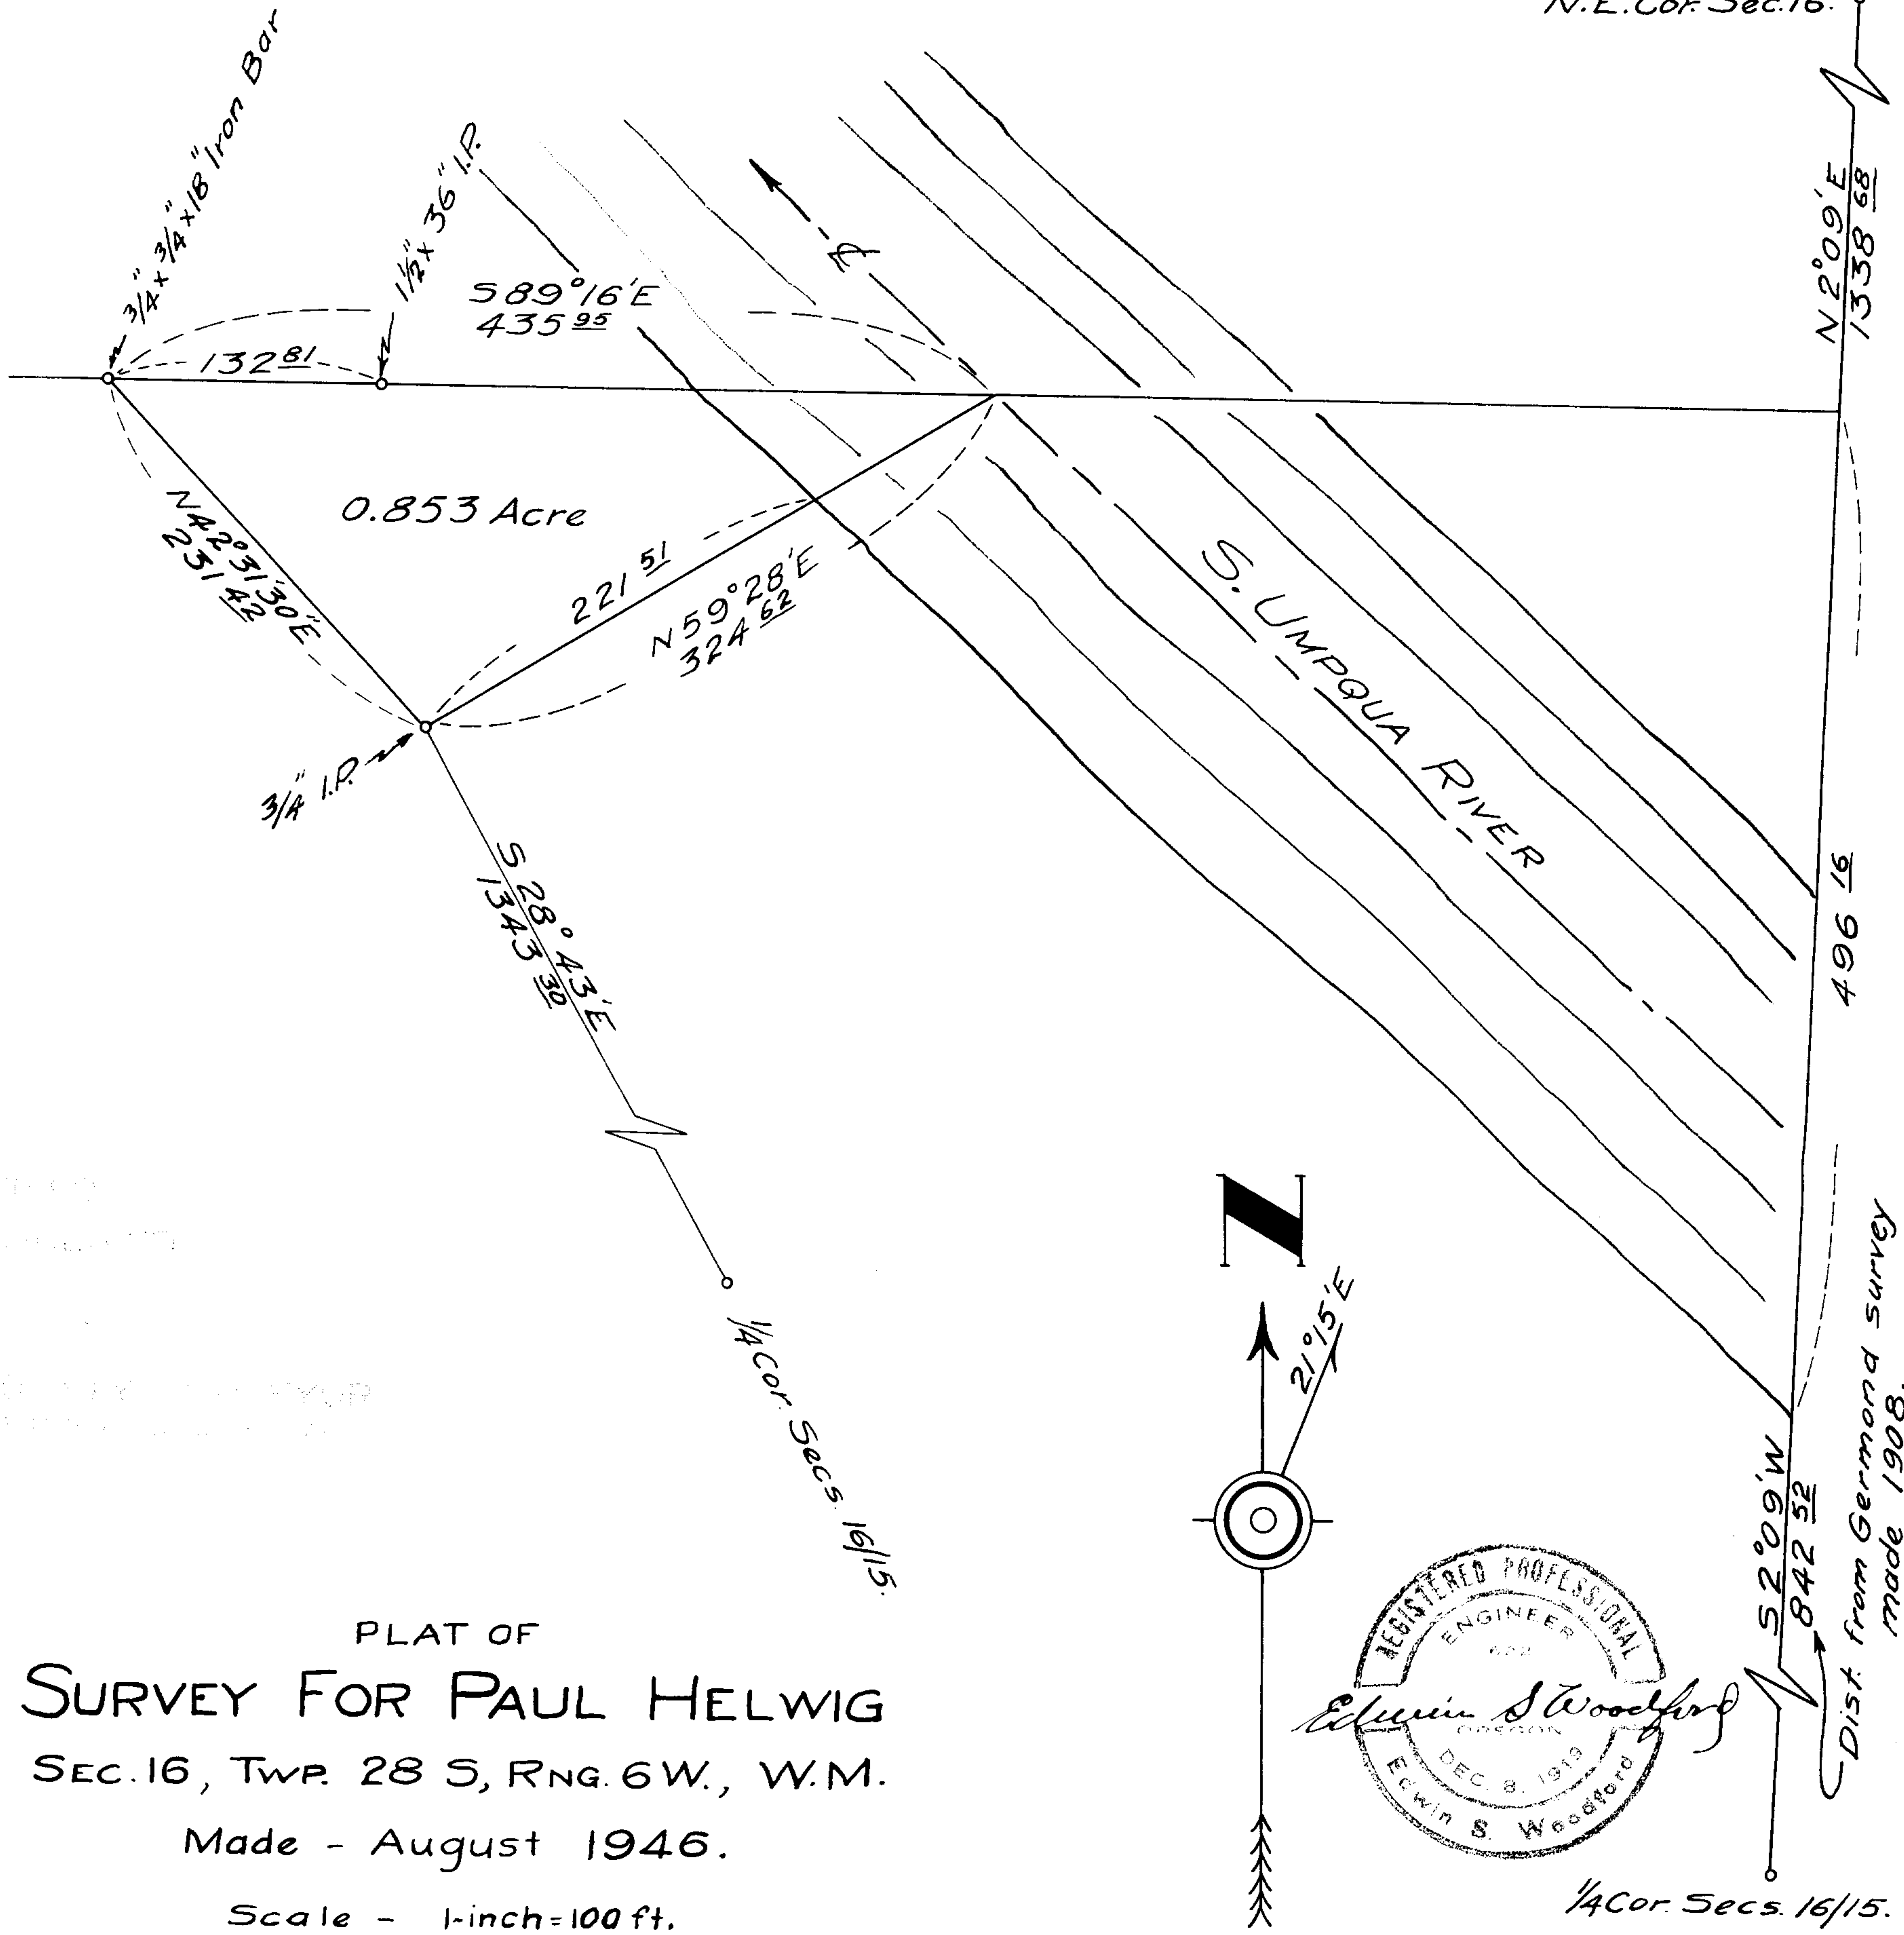 N.E. Cor. Sec. 16.
3/4" x 3/4" x 18" Iron Bar
1 1/2" x 36" I.P.
S 89° 16' E
435 95
132 81
N 2° 09' E
1338 68
0.853 Acre
N 42° 31' 30" E
231 42
221 51
N 59° 28' E
324 62
S. UMPQUA RIVER
3/4" I.P.
S 28° 43' E
1343 30
496 16
1/4 Cor. Secs. 16/15.
N
21° 15' E
S 2° 09' W
842 52
Dist. from Germond survey
made 1908.
PLAT OF
SURVEY FOR PAUL HELWIG
SEC. 16, TWP. 28 S, RNG. 6 W., W.M.
Made - August 1946.
Scale - 1-inch = 100 ft.
REGISTERED PROFESSIONAL
ENGINEER
Edwin S Woodford
OREGON
DEC. 8, 1919
Edwin S. Woodford
1/4 Cor. Secs. 16/15.